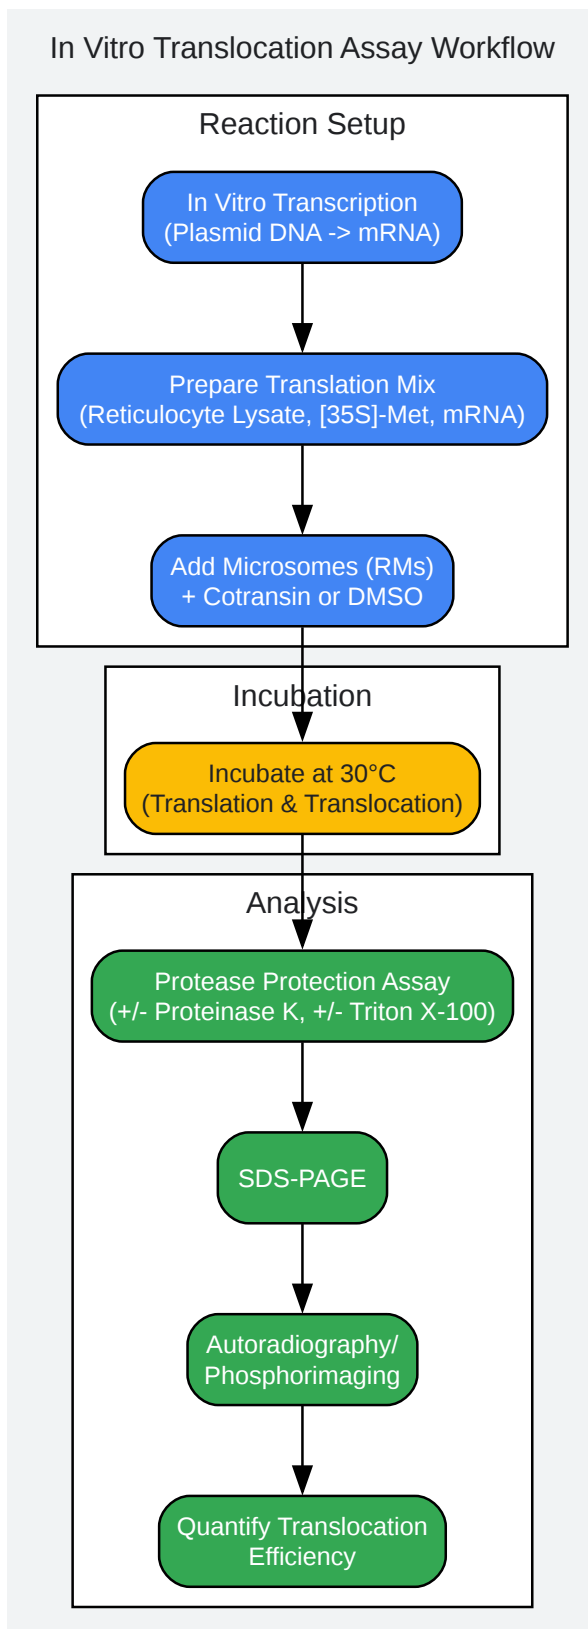 In Vitro Translocation Assay Workflow
Reaction Setup
In Vitro Transcription
(Plasmid DNA -> mRNA)
Prepare Translation Mix
(Reticulocyte Lysate, [35S]-Met, mRNA)
Add Microsomes (RMs)
+ Cotransin or DMSO
Incubation
Incubate at 30°C
(Translation & Translocation)
Analysis
Protease Protection Assay
(+/- Proteinase K, +/- Triton X-100)
SDS-PAGE
Autoradiography/
Phosphorimaging
Quantify Translocation
Efficiency